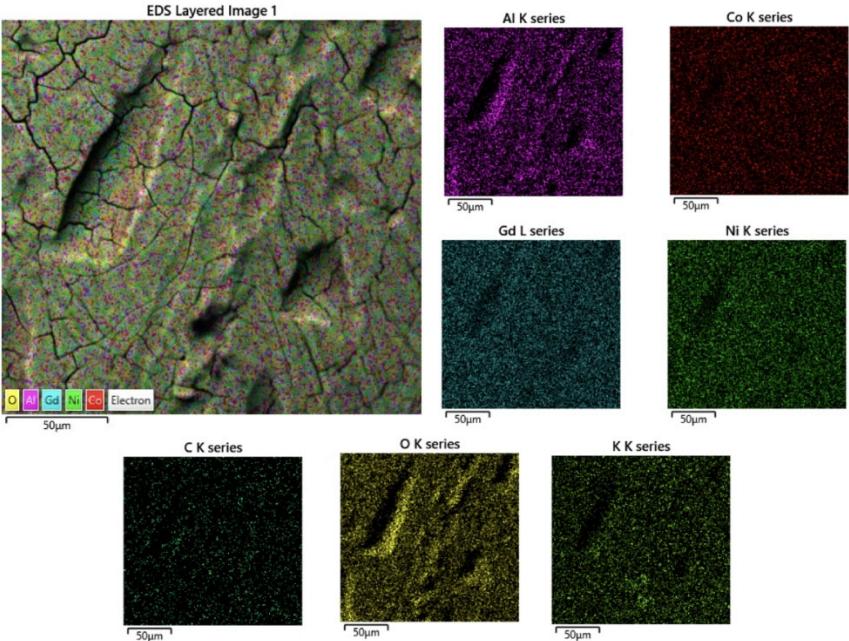 EDS Layered Image 1
O Al Gd Ni Co Electron
50μm
Al K series
50μm
Co K series
50μm
Gd L series
50μm
Ni K series
50μm
C K series
50μm
O K series
50μm
K K series
50μm